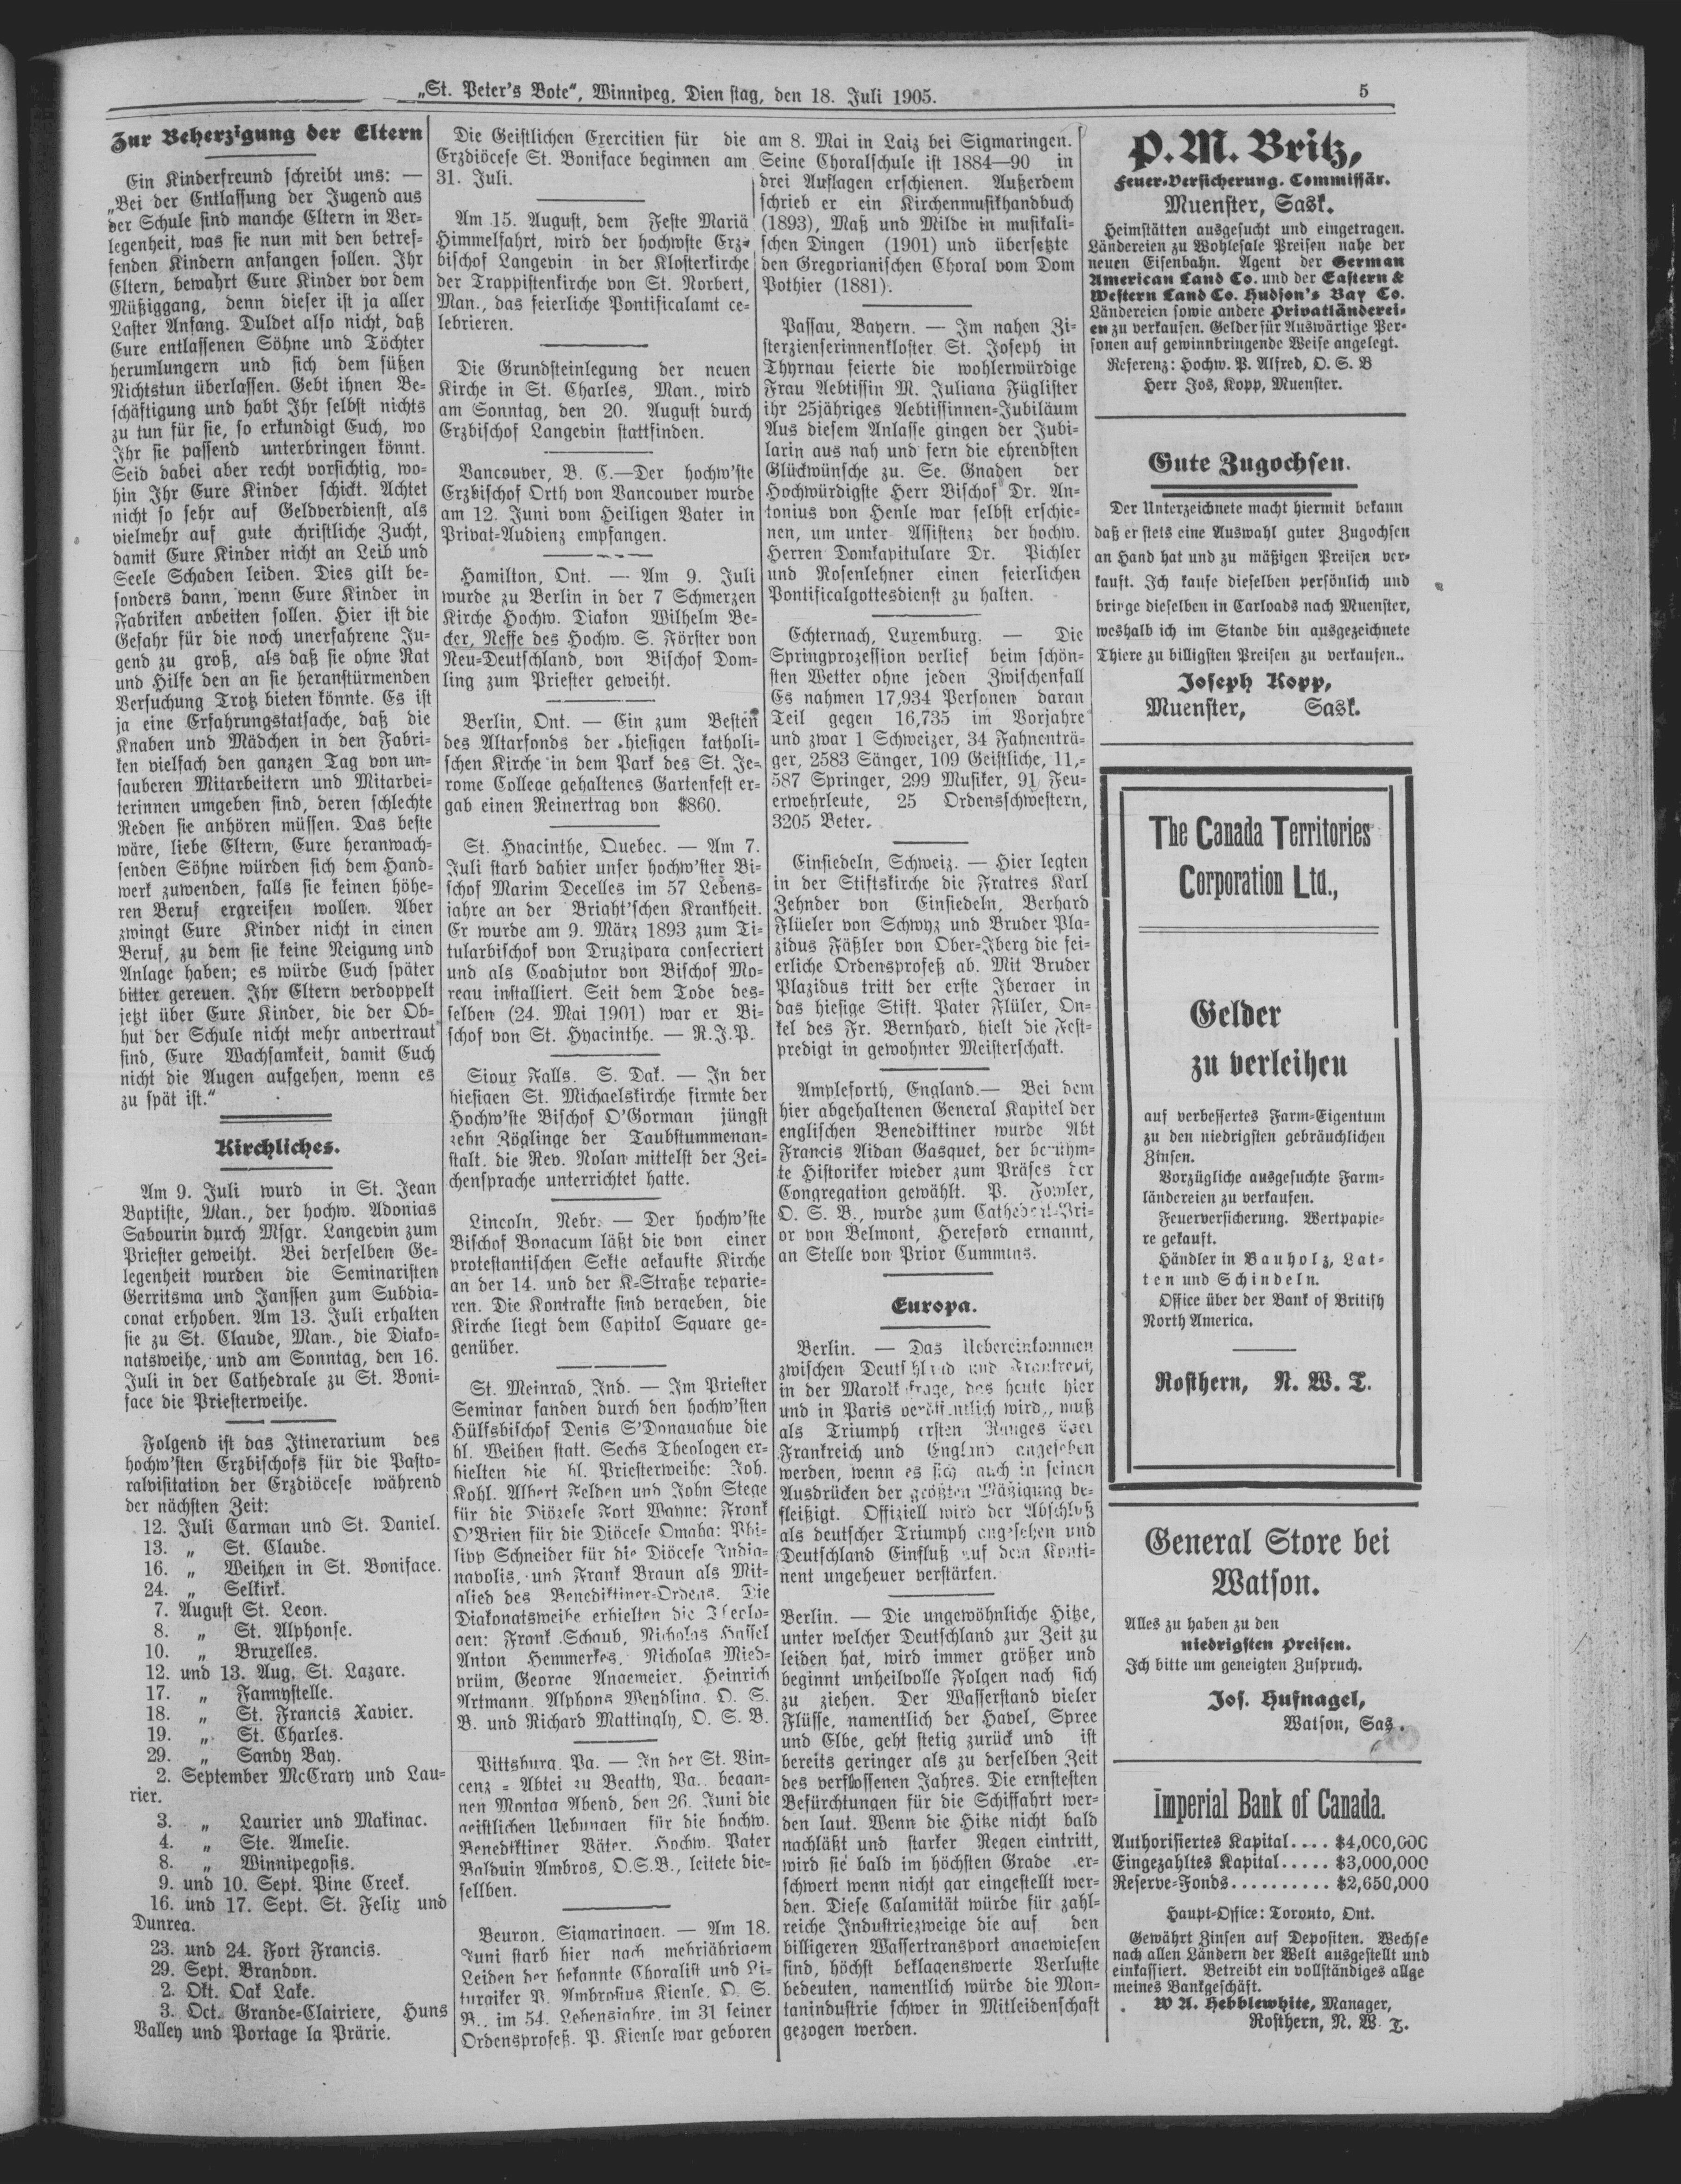 „St. Peter's Bote“, Winnipeg, Dienstag, den 18. Juli 1905.
5
Zur Beherzigung der Eltern
Ein Kinderfreund schreibt uns: —
„Bei der Entlassung der Jugend aus
der Schule sind manche Eltern in Ver-
legenheit, was sie nun mit den betref-
fenden Kindern anfangen sollen. Ihr
Eltern, bewahrt Eure Kinder vor dem
Müßiggang, denn dieser ist ja aller
Laster Anfang. Duldet also nicht, daß
Eure entlassenen Söhne und Töchter
herumlungern und sich dem süßen
Nichtstun überlassen. Gebt ihnen Be-
schäftigung und habt Ihr selbst nichts
zu tun für sie, so erkundigt Euch, wo
Ihr sie passend unterbringen könnt.
Seid dabei aber recht vorsichtig, wo-
hin Ihr Eure Kinder schickt. Achtet
nicht so sehr auf Geldverdienst, als
vielmehr auf gute christliche Zucht,
damit Eure Kinder nicht an Leib und
Seele Schaden leiden. Dies gilt be-
sonders dann, wenn Eure Kinder in
Fabriken arbeiten sollen. Hier ist die
Gefahr für die noch unerfahrene Ju-
gend zu groß, als daß sie ohne Rat
und Hilfe den an sie heranstürmenden
Versuchung Trotz bieten könnte. Es ist
ja eine Erfahrungstatsache, daß die
Knaben und Mädchen in den Fabri-
ken vielfach den ganzen Tag von un-
sauberen Mitarbeitern und Mitarbei-
terinnen umgeben sind, deren schlechte
Reden sie anhören müssen. Das beste
wäre, liebe Eltern, Eure heranwach-
senden Söhne würden sich dem Hand-
werk zuwenden, falls sie keinen höhe-
ren Beruf ergreifen wollen. Aber
zwingt Eure Kinder nicht in einen
Beruf, zu dem sie keine Neigung und
Anlage haben; es würde Euch später
bitter gereuen. Ihr Eltern verdoppelt
jetzt über Eure Kinder, die der Ob-
hut der Schule nicht mehr anvertraut
sind, Eure Wachsamkeit, damit Euch
nicht die Augen aufgehen, wenn es
zu spät ist.“
Kirchliches.
Am 9. Juli wurd in St. Jean
Baptiste, Man., der hochw. Adonias
Sabourin durch Msgr. Langevin zum
Priester geweiht. Bei derselben Ge-
legenheit wurden die Seminaristen
Gerritsma und Janssen zum Subdia-
conat erhoben. Am 13. Juli erhalten
sie zu St. Claude, Man., die Diako-
natsweihe, und am Sonntag, den 16.
Juli in der Cathedrale zu St. Boni-
face die Priesterweihe.
Folgend ist das Itinerarium des
hochw'sten Erzbischofs für die Pasto-
ralvisitation der Erzdiöcese während
der nächsten Zeit:
12. Juli Carman und St. Daniel.
13. „ St. Claude.
16. „ Weihen in St. Boniface.
24. „ Selkirk.
7. August St. Leon.
8. „ St. Alphonse.
10. „ Bruxelles.
12. und 13. Aug. St. Lazare.
17. „ Fannystelle.
18. „ St. Francis Xavier.
19. „ St. Charles.
29. „ Sandy Bay.
2. September McCrary und Lau-
rier.
3. „ Laurier und Makinac.
4. „ Ste. Amelie.
8. „ Winnipegosis.
9. und 10. Sept. Pine Creek.
16. und 17. Sept. St. Felix und
Dunrea.
23. und 24. Fort Francis.
29. Sept. Brandon.
2. Okt. Oak Lake.
3. Oct. Grande-Clairiere, Huns
Valley und Portage la Prärie.
Die Geistlichen Exercitien für die
Erzdiöcese St. Boniface beginnen am
31. Juli.
Am 15. August, dem Feste Mariä
Himmelfahrt, wird der hochwste Erz-
bischof Langevin in der Klosterkirche
der Trappistenkirche von St. Norbert,
Man., das feierliche Pontificalamt ce-
lebrieren.
Die Grundsteinlegung der neuen
Kirche in St. Charles, Man., wird
am Sonntag, den 20. August durch
Erzbischof Langevin stattfinden.
Vancouver, B. C.—Der hochw'ste
Erzbischof Orth von Vancouver wurde
am 12. Juni vom Heiligen Vater in
Privat-Audienz empfangen.
Hamilton, Ont. — Am 9. Juli
wurde zu Berlin in der 7 Schmerzen
Kirche Hochw. Diakon Wilhelm Be-
cker, Neffe des Hochw. S. Förster von
Neu-Deutschland, von Bischof Dow-
ling zum Priester geweiht.
Berlin, Ont. — Ein zum Besten
des Altarfonds der hiesigen katholi-
schen Kirche in dem Park des St. Je-
rome College gehaltenes Gartenfest er-
gab einen Reinertrag von $860.
St. Hyacinthe, Quebec. — Am 7.
Juli starb dahier unser hochw'ster Bi-
schof Marim Decelles im 57 Lebens-
jahre an der Bright'schen Krankheit.
Er wurde am 9. März 1893 zum Ti-
tularbischof von Druzipara consecriert
und als Coadjutor von Bischof Mo-
reau installiert. Seit dem Tode des-
selben (24. Mai 1901) war er Bi-
schof von St. Hyacinthe. — R.J.P.
Sioux Falls. S. Dak. — In der
hiesigen St. Michaelskirche firmte der
Hochw'ste Bischof O'Gorman jüngst
zehn Zöglinge der Taubstummenan-
stalt, die Rev. Nolan mittelst der Zei-
chensprache unterrichtet hatte.
Lincoln, Nebr. — Der hochw'ste
Bischof Bonacum läßt die von einer
protestantischen Sekte gekaufte Kirche
an der 14. und der K-Straße reparie-
ren. Die Kontrakte sind vergeben, die
Kirche liegt dem Capitol Square ge-
genüber.
St. Meinrad, Ind. — Im Priester
Seminar fanden durch den hochw'sten
Hülfsbischof Denis S'Donaughue die
hl. Weihen statt. Sechs Theologen er-
hielten die hl. Priesterweihe: Joh.
Kohl. Albert Felden und John Stege
für die Diözese Fort Wayne: Frank
O'Brien für die Diöcese Omaha: Phi-
lipp Schneider für die Diöcese India-
napolis, und Frank Braun als Mit-
glied des Benediktiner-Ordens. Die
Diakonatsweihe erhielten die Theolo-
gen: Frank Schaub, Nicholas Hassel
Anton Hemmerkes, Nicholas Mied-
brüm, George Angemeier. Heinrich
Artmann. Alphons Wendling. O. S.
B. und Richard Mattingly, O. S. B.
Pittsburg, Pa. — In der St. Vin-
cenz - Abtei zu Beatty, Pa.. began-
nen Montag Abend, den 26. Juni die
geistlichen Uebungen für die hochw.
Benediktiner Väter. Hochw. Pater
Balduin Ambros, O.S.B., leitete die-
sellben.
Beuron, Sigmaringen. — Am 18.
Juni starb hier nach mehrjährigem
Leiden der bekannte Choralist und Li-
turgiker P. Ambrosius Kienle. O. S.
B., im 54. Lebensjahre, im 31 seiner
Ordensprofeß. P. Kienle war geboren
am 8. Mai in Laiz bei Sigmaringen.
Seine Choralschule ist 1884—90 in
drei Auflagen erschienen. Außerdem
schrieb er ein Kirchenmusikhandbuch
(1893), Maß und Milde in musikali-
schen Dingen (1901) und übersetzte
den Gregorianischen Choral vom Dom
Pothier (1881).
Passau, Bayern. — Im nahen Zi-
sterzienserinnenkloster St. Joseph in
Thyrnau feierte die wohlerwürdige
Frau Aebtissin M. Juliana Füglister
ihr 25jähriges Aebtissinnen-Jubiläum
Aus diesem Anlasse gingen der Jubi-
larin aus nah und fern die ehrendsten
Glückwünsche zu. Se. Gnaden der
Hochwürdigste Herr Bischof Dr. An-
tonius von Henle war selbst erschie-
nen, um unter Assistenz der hochw.
Herren Domkapitulare Dr. Pichler
und Rosenlehner einen feierlichen
Pontificalgottesdienst zu halten.
Echternach, Luxemburg. — Die
Springprozession verlief beim schön-
sten Wetter ohne jeden Zwischenfall
Es nahmen 17,934 Personen daran
Teil gegen 16,735 im Vorjahre
und zwar 1 Schweizer, 34 Fahnenträ-
ger, 2583 Sänger, 109 Geistliche, 11,-
587 Springer, 299 Musiker, 91 Feu-
erwehrleute, 25 Ordensschwestern,
3205 Beter.
Einsiedeln, Schweiz. — Hier legten
in der Stiftskirche die Fratres Karl
Zehnder von Einsiedeln, Berhard
Flüeler von Schwyz und Bruder Pla-
zidus Fäßler von Ober-Iberg die fei-
erliche Ordensprofeß ab. Mit Bruder
Plazidus tritt der erste Iberger in
das hiesige Stift. Pater Flüler, On-
kel des Fr. Bernhard, hielt die Fest-
predigt in gewohnter Meisterschakt.
Ampleforth, England.— Bei dem
hier abgehaltenen General Kapitel der
englischen Benediktiner wurde Abt
Francis Aidan Gasquet, der berühm-
te Historiker wieder zum Präses der
Congregation gewählt. P. Fowler,
O. S. B., wurde zum Cathedral-Pri-
or von Belmont, Hereford ernannt,
an Stelle von Prior Cummins.
Europa.
Berlin. — Das Uebereinkommen
zwischen Deutschland und Frankreich,
in der Marokkofrage, das heute hier
und in Paris veröffentlich wird,, muß
als Triumph ersten Ranges über
Frankreich und England angesehen
werden, wenn es sich auch in seinen
Ausdrücken der größten Mäßigung be-
fleißigt. Offiziell wird der Abschluß
als deutscher Triumph angesehen und
Deutschland Einfluß auf dem Konti-
nent ungeheuer verstärken.
Berlin. — Die ungewöhnliche Hitze,
unter welcher Deutschland zur Zeit zu
leiden hat, wird immer größer und
beginnt unheilvolle Folgen nach sich
zu ziehen. Der Wasserstand vieler
Flüsse, namentlich der Havel, Spree
und Elbe, geht stetig zurück und ist
bereits geringer als zu derselben Zeit
des verflossenen Jahres. Die ernstesten
Befürchtungen für die Schiffahrt wer-
den laut. Wenn die Hitze nicht bald
nachläßt und starker Regen eintritt,
wird sie bald im höchsten Grade er-
schwert wenn nicht gar eingestellt wer-
den. Diese Calamität würde für zahl-
reiche Industriezweige die auf den
billigeren Wassertransport angewiesen
sind, höchst beklagenswerte Verluste
bedeuten, namentlich würde die Mon-
tanindustrie schwer in Mitleidenschaft
gezogen werden.
P. M. Britz,
Feuer-Versicherung. Commissär.
Muenster, Sask.
Heimstätten ausgesucht und eingetragen.
Ländereien zu Wohlesale Preisen nahe der
neuen Eisenbahn. Agent der German
American Land Co. und der Eastern &
Western Land Co. Hudson's Bay Co.
Ländereien sowie andere Privatländerei-
en zu verkaufen. Gelder für Auswärtige Per-
sonen auf gewinnbringende Weise angelegt.
Referenz: Hochw. P. Alfred, O. S. B
Herr Jos, Kopp, Muenster.
Gute Zugochsen.
Der Unterzeichnete macht hiermit bekann
daß er stets eine Auswahl guter Zugochsen
an Hand hat und zu mäßigen Preisen ver-
kauft. Ich kaufe dieselben persönlich und
bringe dieselben in Carloads nach Muenster,
weshalb ich im Stande bin ausgezeichnete
Thiere zu billigsten Preisen zu verkaufen..
Joseph Kopp,
Muenster, Sask.
The Canada Territories
Corporation Ltd.,
Gelder
zu verleihen
auf verbessertes Farm-Eigentum
zu den niedrigsten gebräuchlichen
Zinsen.
Vorzügliche ausgesuchte Farm-
ländereien zu verkaufen.
Feuerversicherung. Wertpapie-
re gekauft.
Händler in Bauholz, Lat-
ten und Schindeln.
Office über der Bank of British
North America.
Rosthern, N. W. T.
General Store bei
Watson.
Alles zu haben zu den
niedrigsten Preisen.
Ich bitte um geneigten Zuspruch.
Jos. Hufnagel,
Watson, Sas.
Imperial Bank of Canada.
Authorisiertes Kapital.... $4,000,000
Eingezahltes Kapital..... $3,000,000
Reserve-Fonds.......... $2,650,000
Haupt-Office: Toronto, Ont.
Gewährt Zinsen auf Depositen. Wechse
nach allen Ländern der Welt ausgestellt und
einkassiert. Betreibt ein vollständiges allge
meines Bankgeschäft.
W A. Hebblewhite, Manager,
Rosthern, N. W. T.